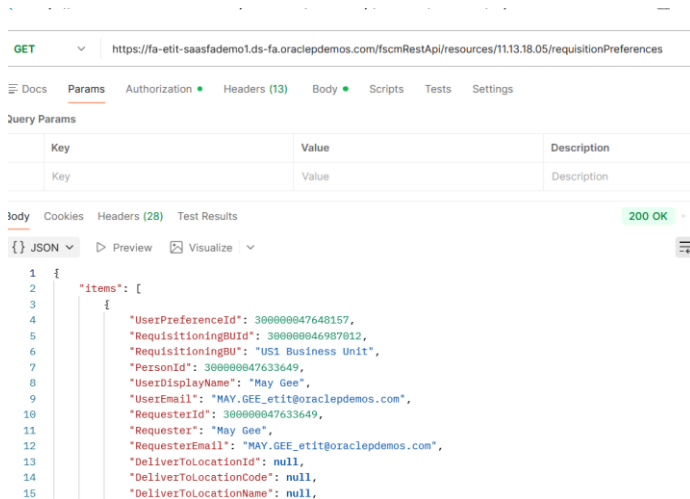 GET https://fa-etit-saasfademo1.ds-fa.oraclepdemos.com/fscmRestApi/resources/11.13.18.05/requisitionPreferences
Docs Params Authorization Headers (13) Body Scripts Tests Settings
Query Params
Key Value Description
Key Value Description
Body Cookies Headers (28) Test Results 200 OK
{} JSON Preview Visualize
1 {
2 "items": [
3 {
4 "UserPreferenceId": 300000047648157,
5 "RequisitioningBUId": 300000046987012,
6 "RequisitioningBU": "US1 Business Unit",
7 "PersonId": 300000047633649,
8 "UserDisplayName": "May Gee",
9 "UserEmail": "MAY.GEE_etit@oraclepdemos.com",
10 "RequesterId": 300000047633649,
11 "Requester": "May Gee",
12 "RequesterEmail": "MAY.GEE_etit@oraclepdemos.com",
13 "DeliverToLocationId": null,
14 "DeliverToLocationCode": null,
15 "DeliverToLocationName": null,